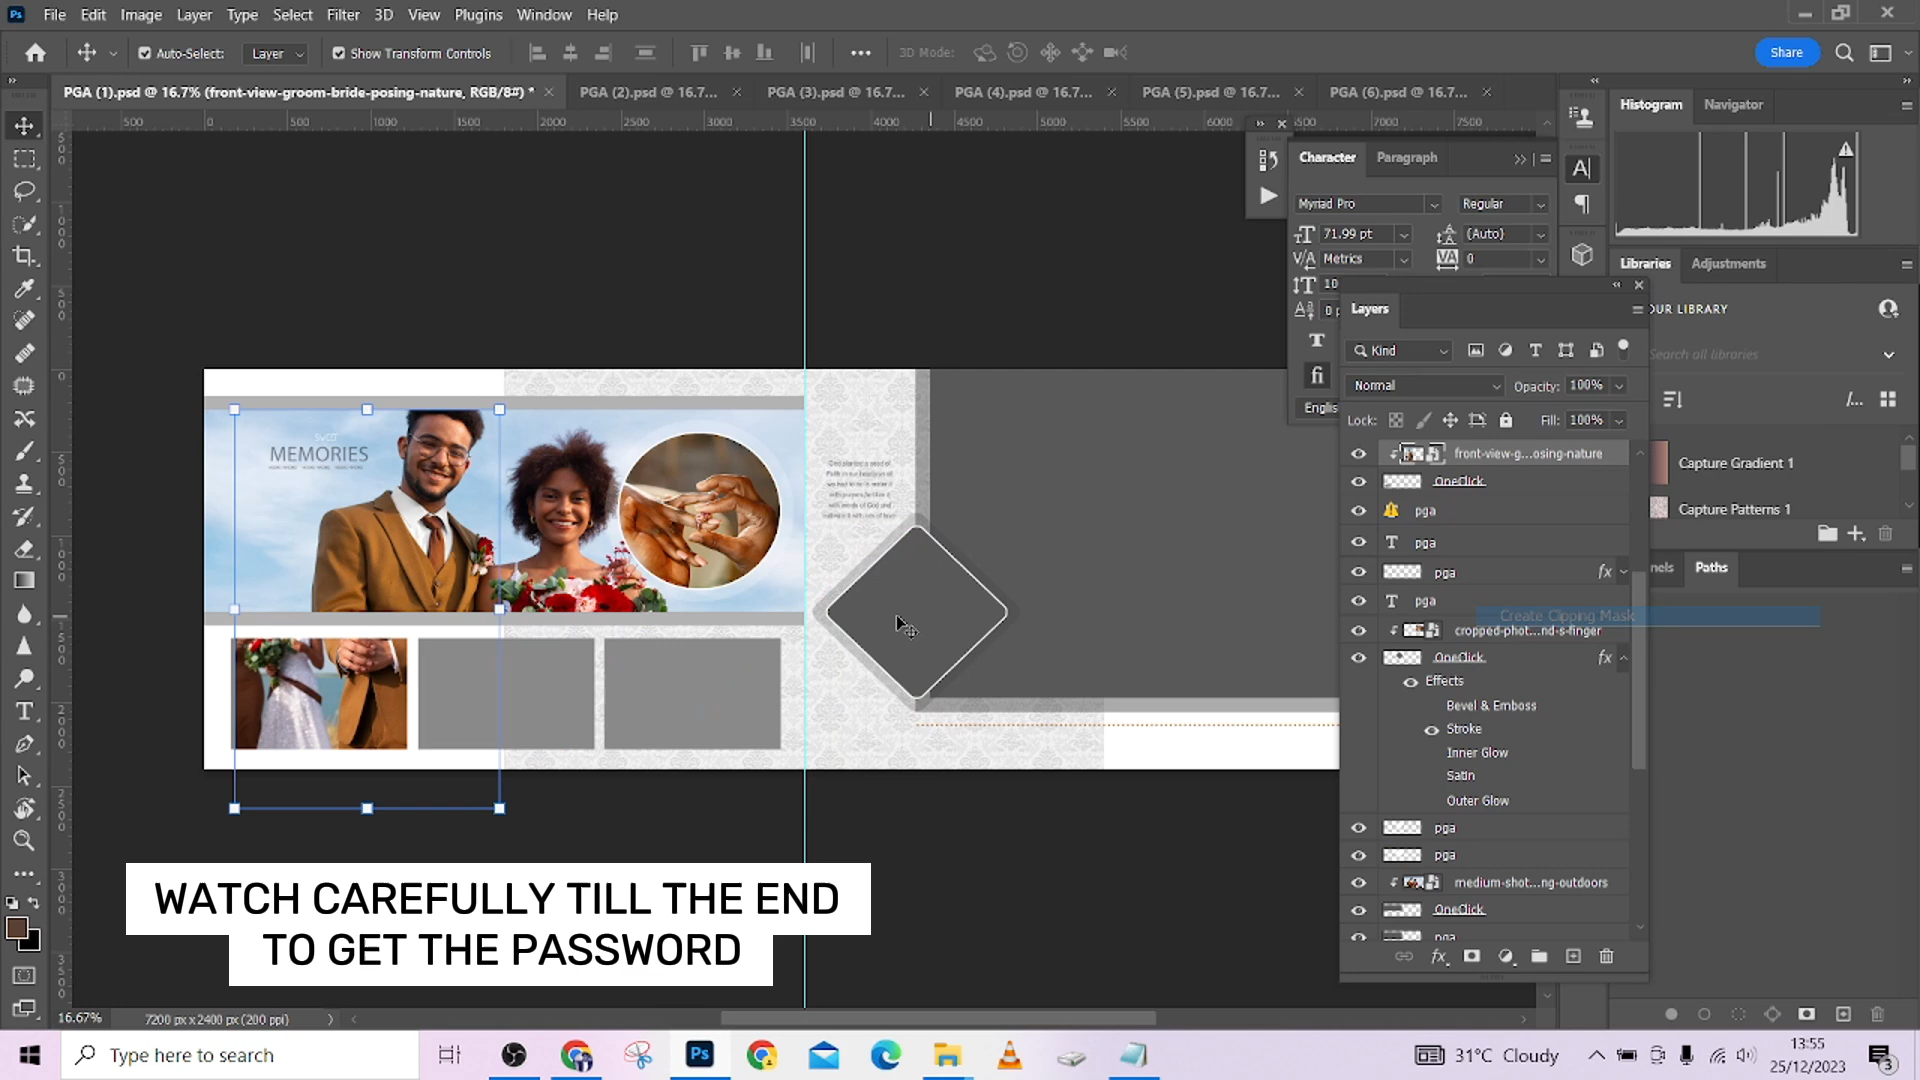 File Edit Image Layer Type Select Filter 3D View Plugins Window Help
Auto-Select: Layer Show Transform Controls 3D Mode: Share
PGA (1).psd @ 16.7% (front-view-groom-bride-posing-nature, RGB/8#) * PGA (2).psd @ 16.7... PGA (3).psd @ 16.7... PGA (4).psd @ 16.7... PGA (5).psd @ 16.7... PGA (6).psd @ 16.7...
500 0 500 1000 1500 2000 2500 3000 3500 4000 4500 5000 5500 6000 6500 7000 7500
Histogram Navigator
Character Paragraph
Myriad Pro Regular
71.99 pt (Auto)
Metrics 0
Libraries Adjustments
Layers
OUR LIBRARY
Kind
Search all libraries
Normal Opacity: 100%
Lock: Fill: 100%
English
MEMORIES
front-view-g...osing-nature
Capture Gradient 1
OneClick
Capture Patterns 1
pga
pga
pga fx
Paths
pga
Create Clipping Mask
cropped-phot...nd-s-finger
OneClick fx
Effects
Bevel & Emboss
Stroke
Inner Glow
Satin
Outer Glow
pga
pga
medium-shot...ng-outdoors
OneClick
pga
WATCH CAREFULLY TILL THE END
TO GET THE PASSWORD
16.67% 7200 px x 2400 px (200 ppi)
Type here to search
31°C Cloudy
13:55
25/12/2023
3